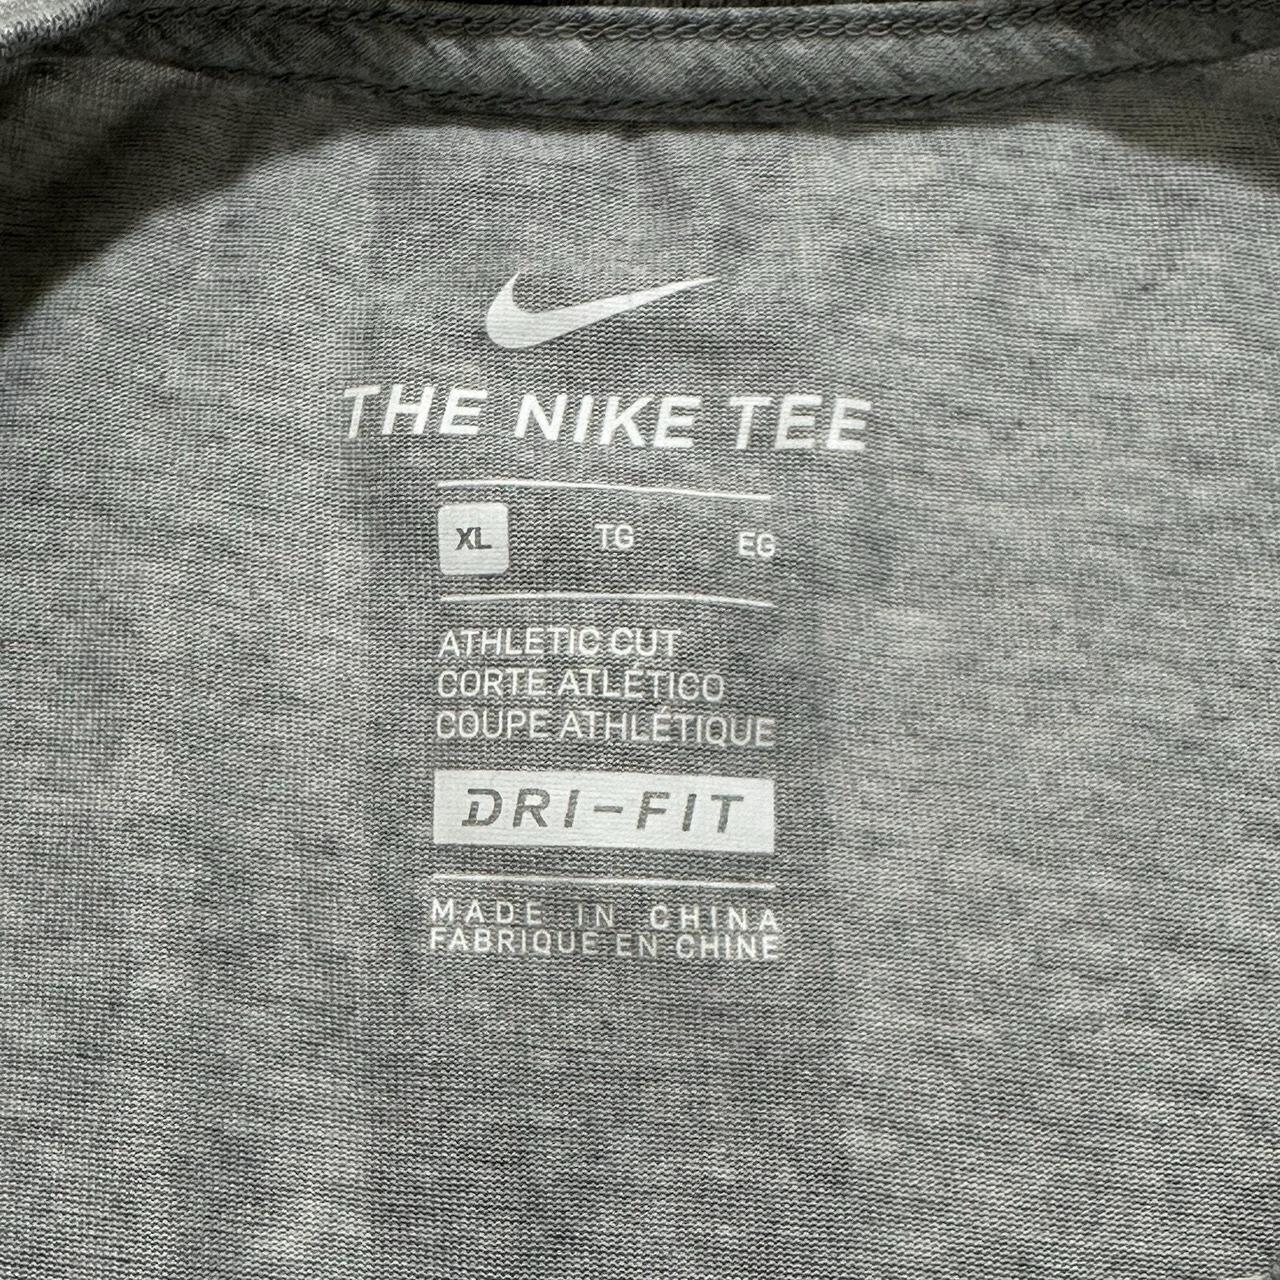 THE NIKE TEE
XL TG EG
ATHLETIC CUT
CORTE ATLÉTICO
COUPE ATHLÉTIQUE
DRI-FIT
MADE IN CHINA
FABRIQUE EN CHINE